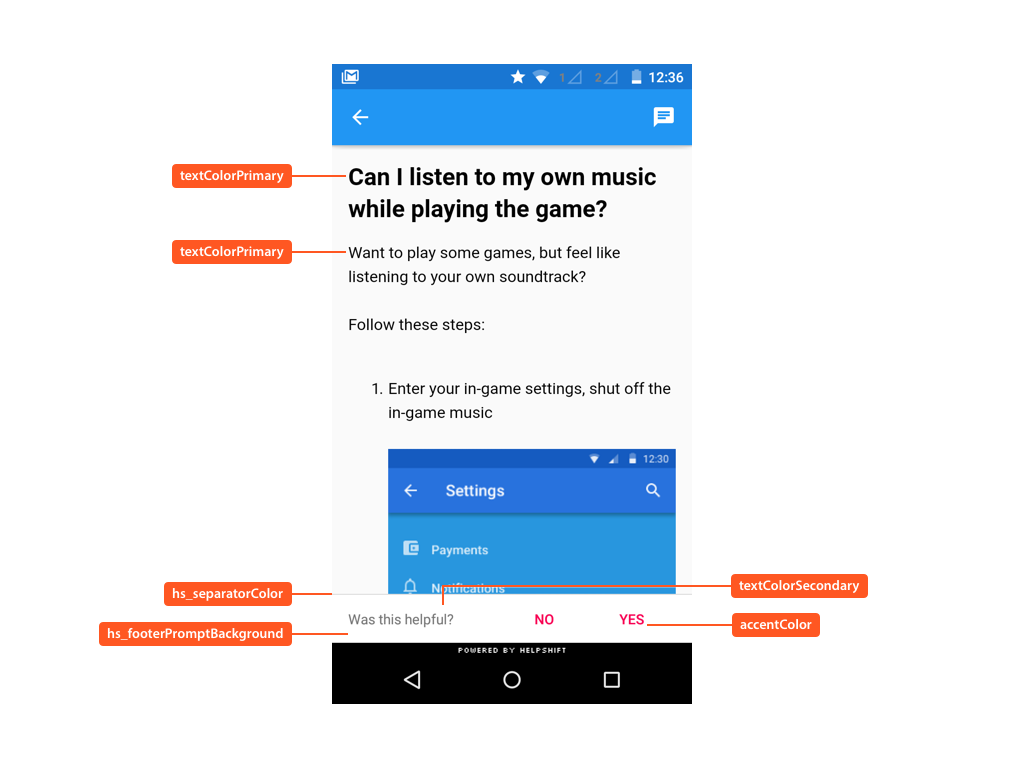 1 2 12:36
textColorPrimary
Can I listen to my own music
while playing the game?
textColorPrimary
Want to play some games, but feel like
listening to your own soundtrack?
Follow these steps:
1. Enter your in-game settings, shut off the
in-game music
12:30
Settings
Payments
Notifications
textColorSecondary
hs_separatorColor
Was this helpful? NO YES
accentColor
hs_footerPromptBackground
POWERED BY HELPSHIFT